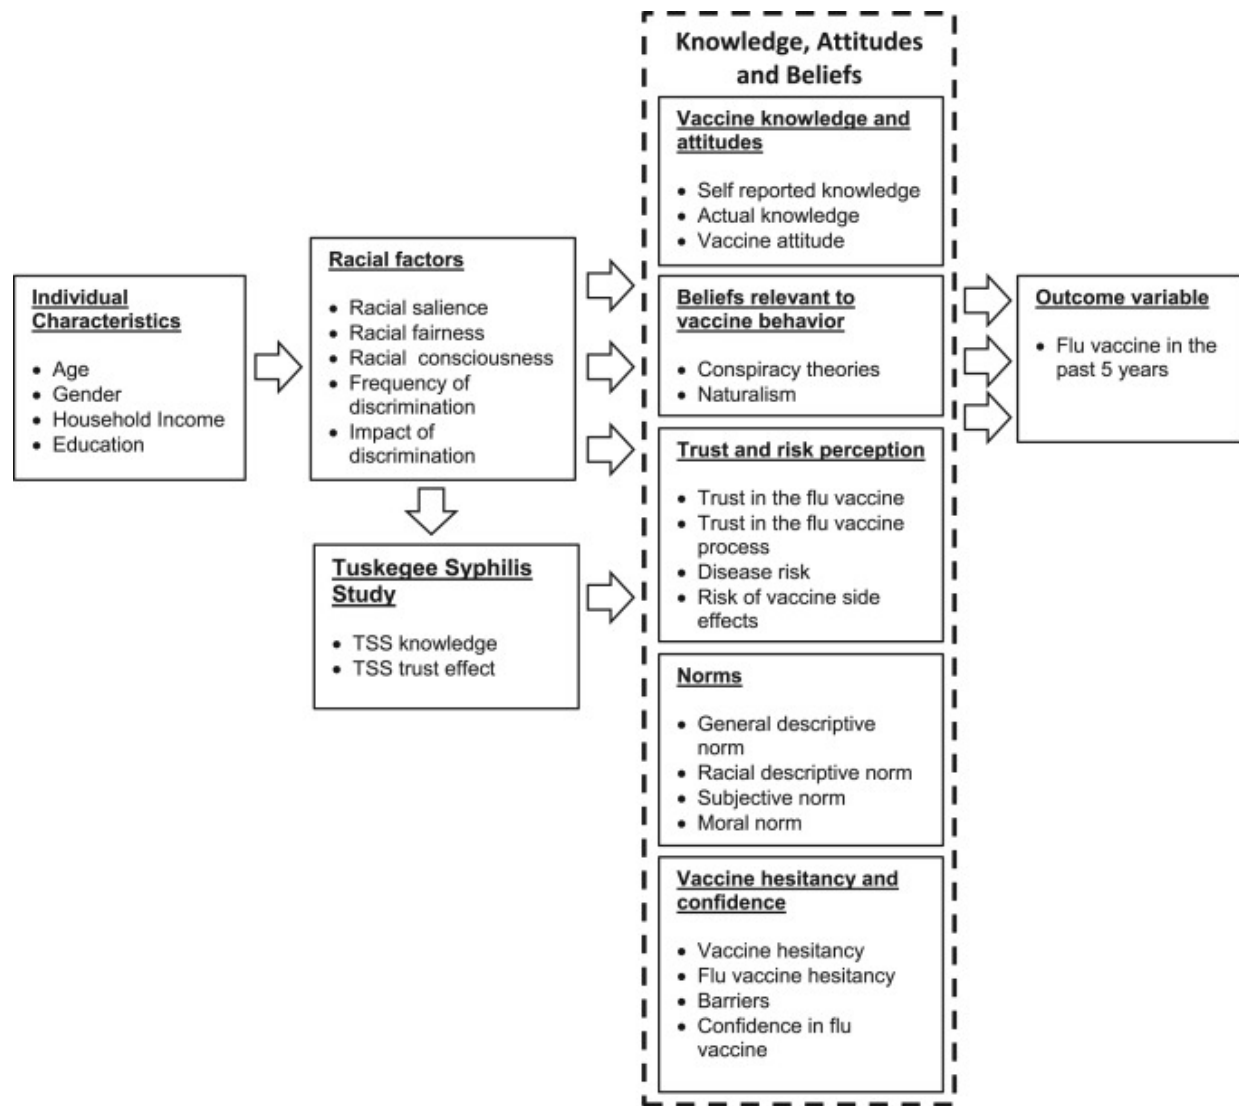 Individual
Characteristics
• Age
• Gender
• Household Income
• Education
Racial factors
• Racial salience
• Racial fairness
• Racial consciousness
• Frequency of
discrimination
• Impact of
discrimination
Tuskegee Syphilis
Study
• TSS knowledge
• TSS trust effect
Knowledge, Attitudes
and Beliefs
Vaccine knowledge and
attitudes
• Self reported knowledge
• Actual knowledge
• Vaccine attitude
Beliefs relevant to
vaccine behavior
• Conspiracy theories
• Naturalism
Trust and risk perception
• Trust in the flu vaccine
• Trust in the flu vaccine
process
• Disease risk
• Risk of vaccine side
effects
Norms
• General descriptive
norm
• Racial descriptive norm
• Subjective norm
• Moral norm
Vaccine hesitancy and
confidence
• Vaccine hesitancy
• Flu vaccine hesitancy
• Barriers
• Confidence in flu
vaccine
Outcome variable
• Flu vaccine in the
past 5 years